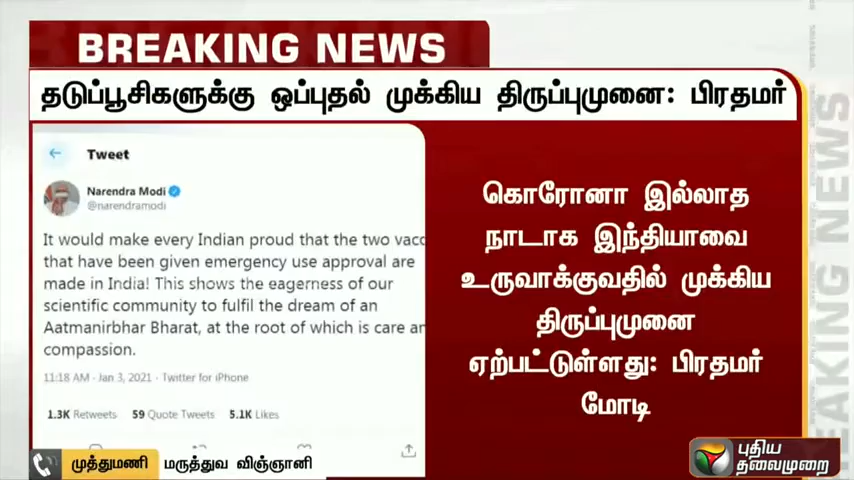 BREAKING NEWS
தடுப்பூசிகளுக்கு ஒப்புதல் முக்கிய திருப்புமுனை: பிரதமர்
Tweet
Narendra Modi
@narendramodi
It would make every Indian proud that the two vacc
that have been given emergency use approval are
made in India! This shows the eagerness of our
scientific community to fulfil the dream of an
Aatmanirbhar Bharat, at the root of which is care an
compassion.
11:18 AM · Jan 3, 2021 · Twitter for iPhone
1.3K Retweets 59 Quote Tweets 5.1K Likes
கொரோனா இல்லாத
நாடாக இந்தியாவை
உருவாக்குவதில் முக்கிய
திருப்புமுனை
ஏற்பட்டுள்ளது: பிரதமர்
மோடி
முத்துமணி மருத்துவ விஞ்ஞானி
புதிய
தலைமுறை
BREAKING NEWS